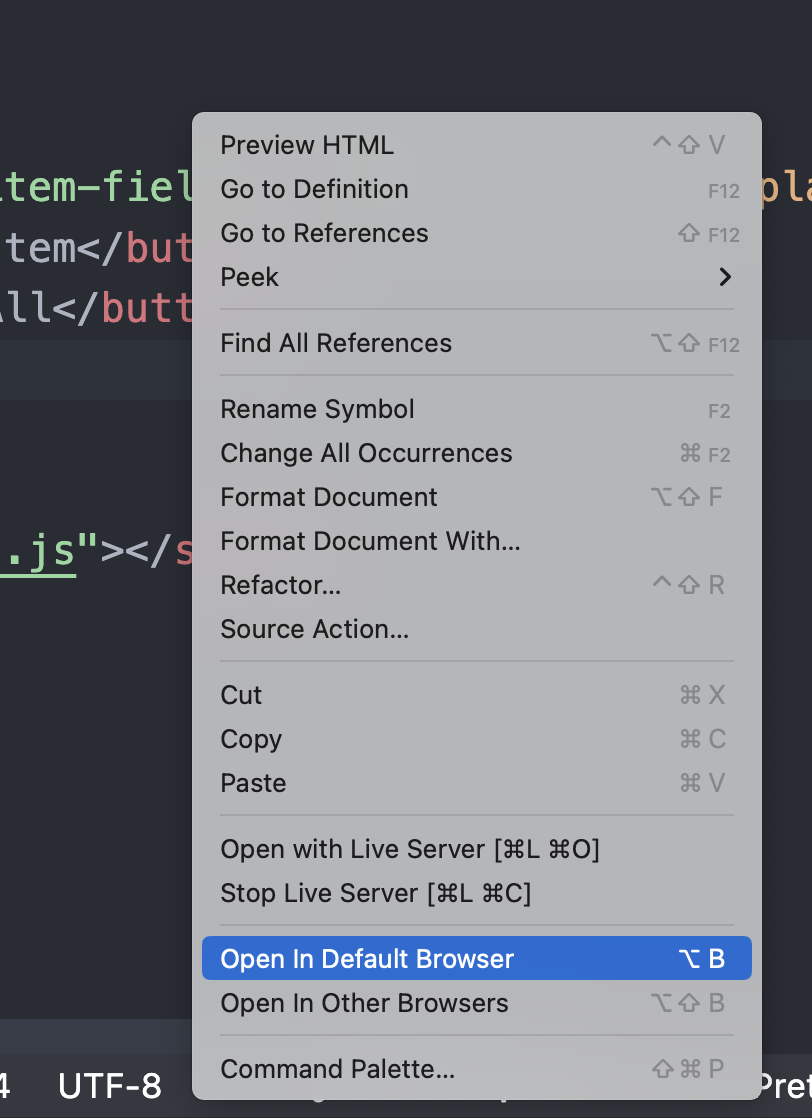 Preview HTML ^⇧ V
tem-fiel
Go to Definition F12
pla
Go to References ⇧ F12
tem</but
Peek
ll</butt
Find All References ⌥⇧ F12
Rename Symbol F2
Change All Occurrences ⌘ F2
Format Document ⌥⇧ F
Format Document With...
.js"></s
Refactor... ^⇧ R
Source Action...
Cut ⌘ X
Copy ⌘ C
Paste ⌘ V
Open with Live Server [⌘L ⌘O]
Stop Live Server [⌘L ⌘C]
Open In Default Browser ⌥ B
Open In Other Browsers ⌥⇧ B
Command Palette... ⇧⌘ P
4 UTF-8
Pret